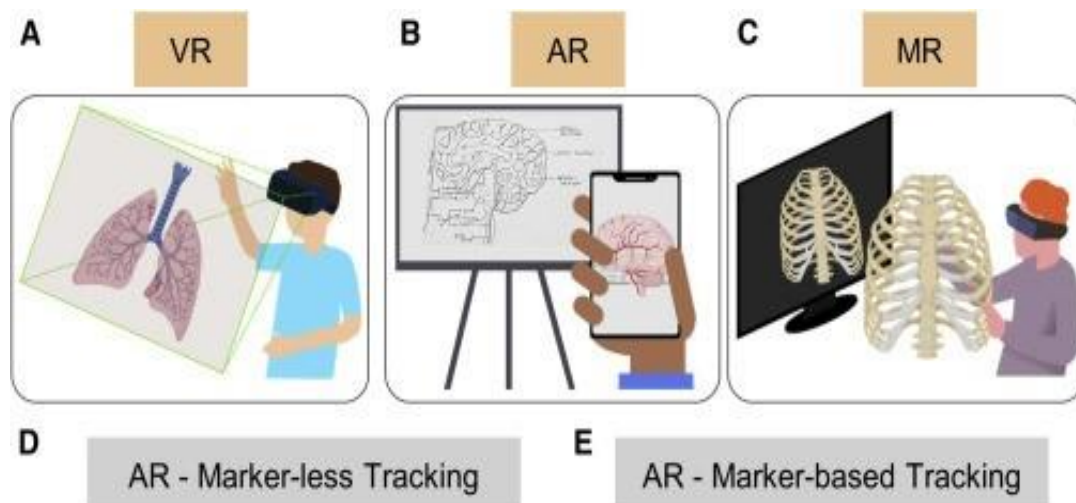 A
VR
B
AR
C
MR
D
AR - Marker-less Tracking
E
AR - Marker-based Tracking